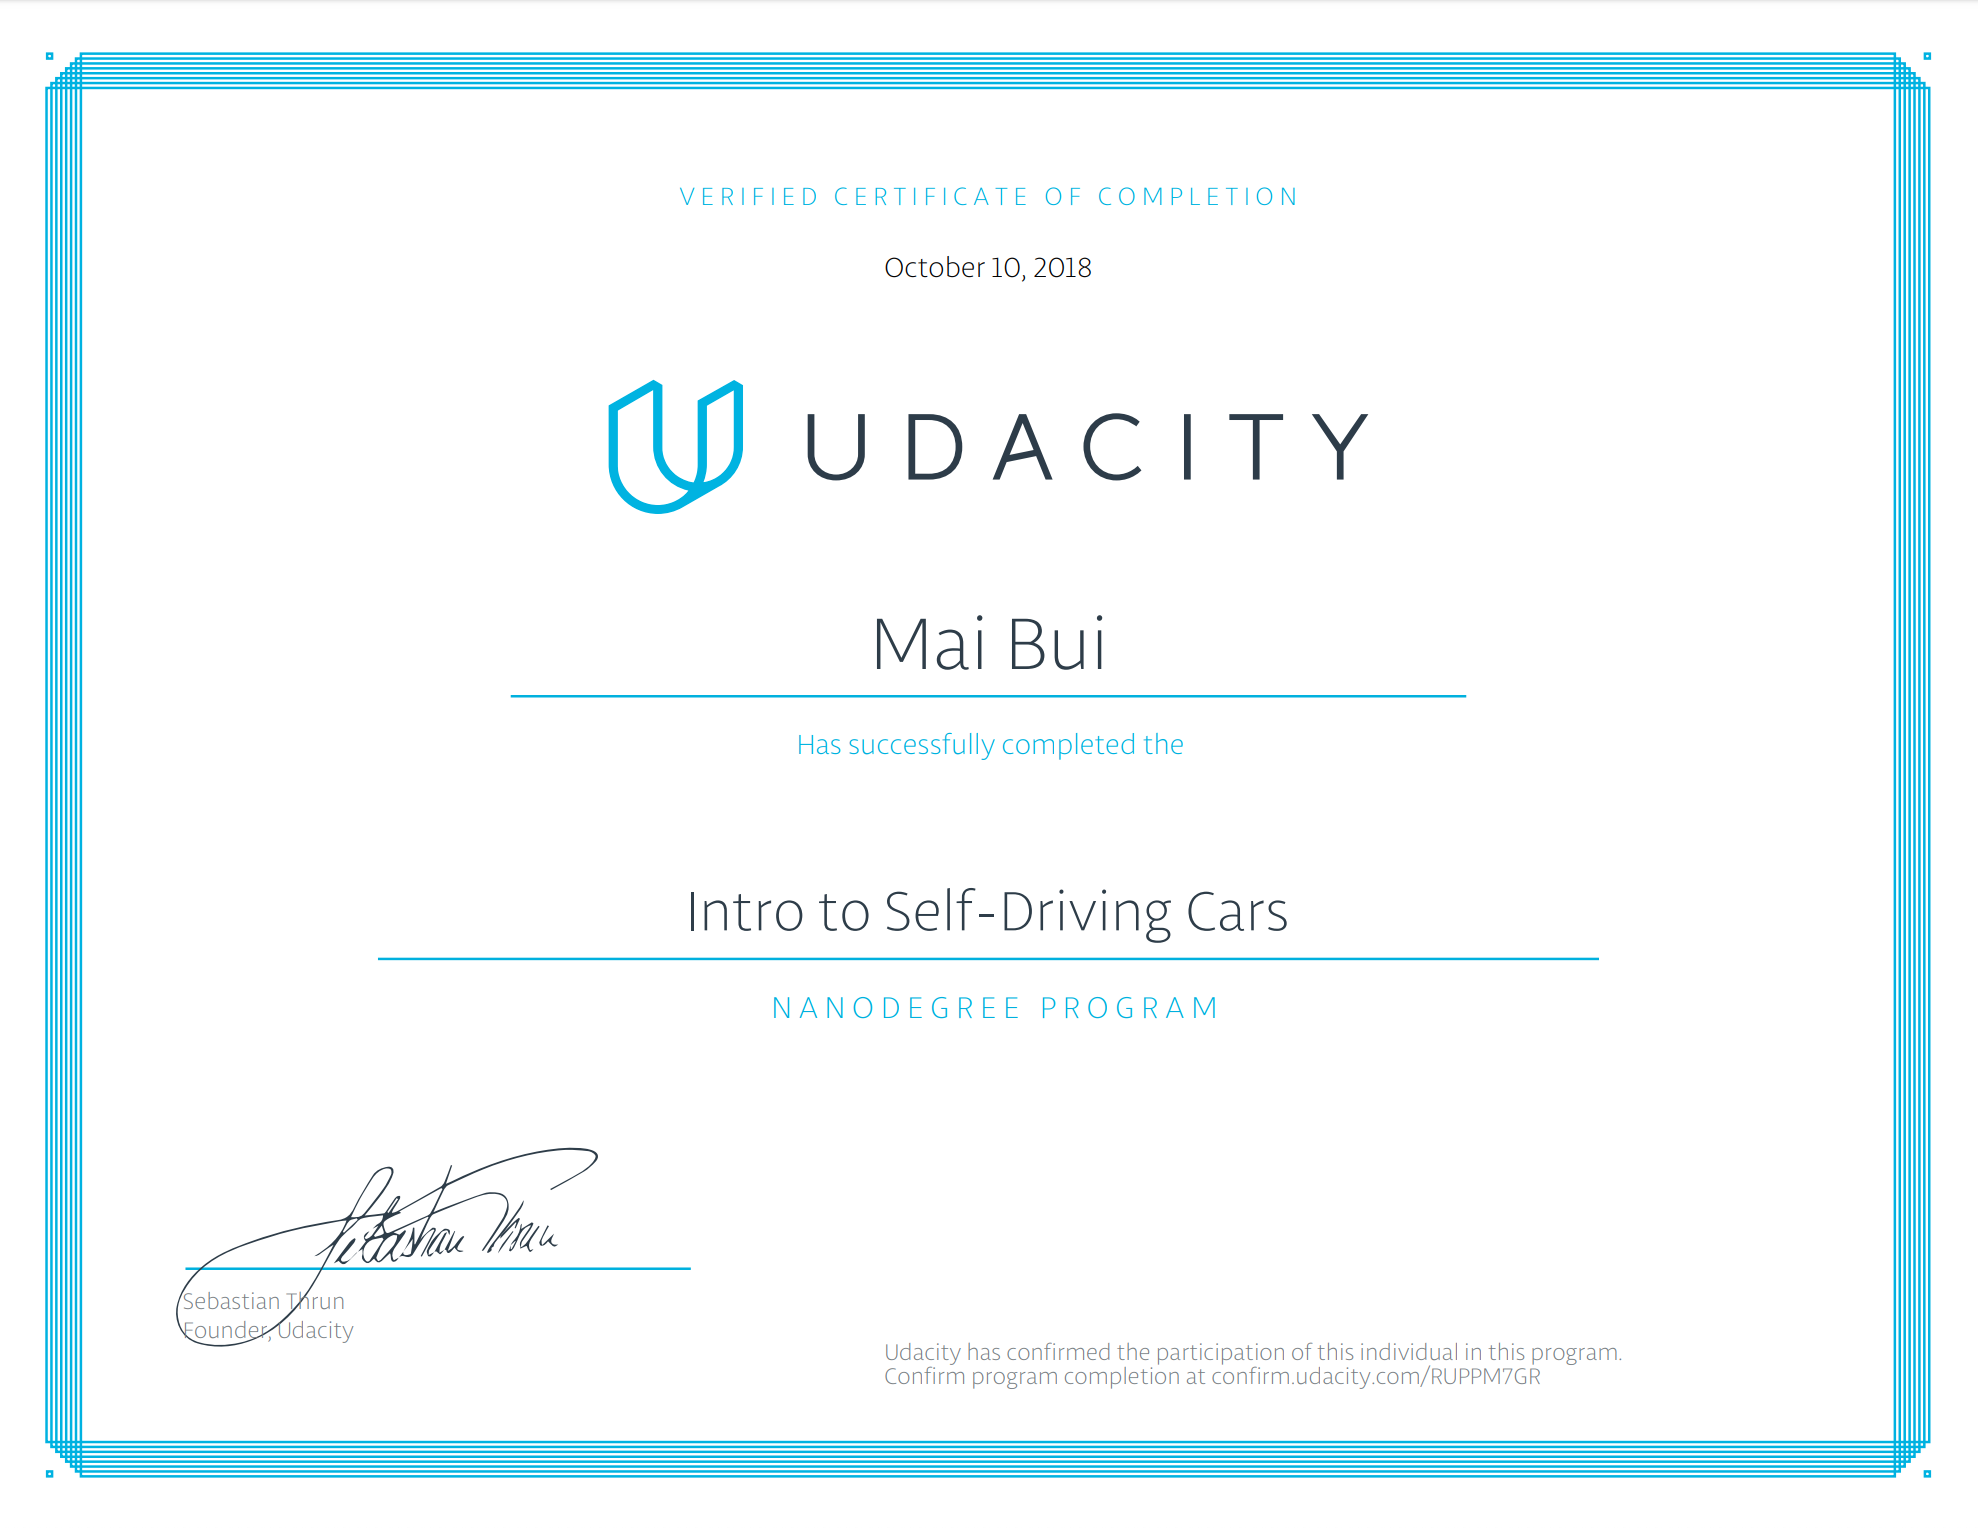 VERIFIED CERTIFICATE OF COMPLETION
October 10, 2018
UDACITY
Mai Bui
Has successfully completed the
Intro to Self-Driving Cars
NANODEGREE PROGRAM
Sebastian Thrun
Sebastian Thrun
Founder, Udacity
Udacity has confirmed the participation of this individual in this program.
Confirm program completion at confirm.udacity.com/RUPPM7GR